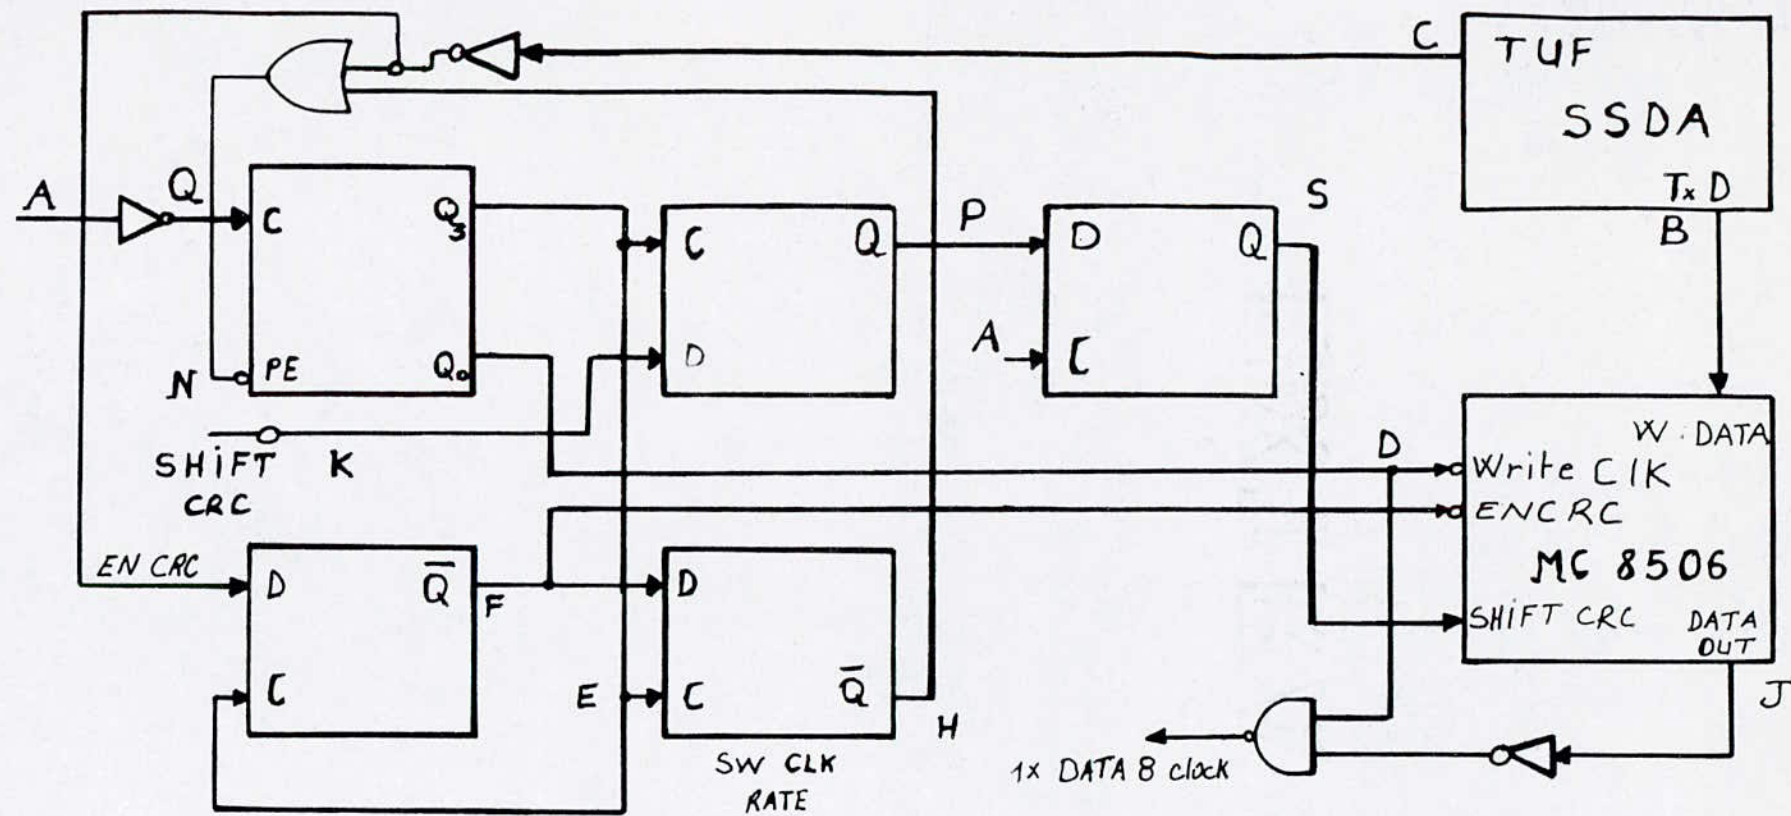 C
TUF
SSDA
TxD
B
A
Q
C
Q3
PE
Q0
N
C
Q
D
P
D
Q
A
C
S
SHiFT K
CRC
D
W. DATA
Write ClK
ENCRC
MC 8506
SHiFT CRC
DATA
OUT
J
EN CRC
D
Q̅
F
C
E
D
C
Q̅
H
SW CLK
RATE
1x DATA 8 clock